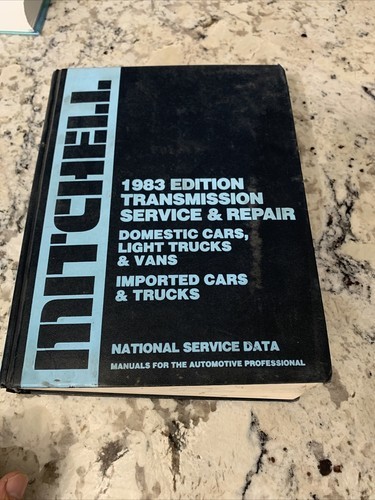 MITCHELL
1983 EDITION
TRANSMISSION
SERVICE & REPAIR
DOMESTIC CARS,
LIGHT TRUCKS
& VANS
IMPORTED CARS
& TRUCKS
NATIONAL SERVICE DATA
MANUALS FOR THE AUTOMOTIVE PROFESSIONAL